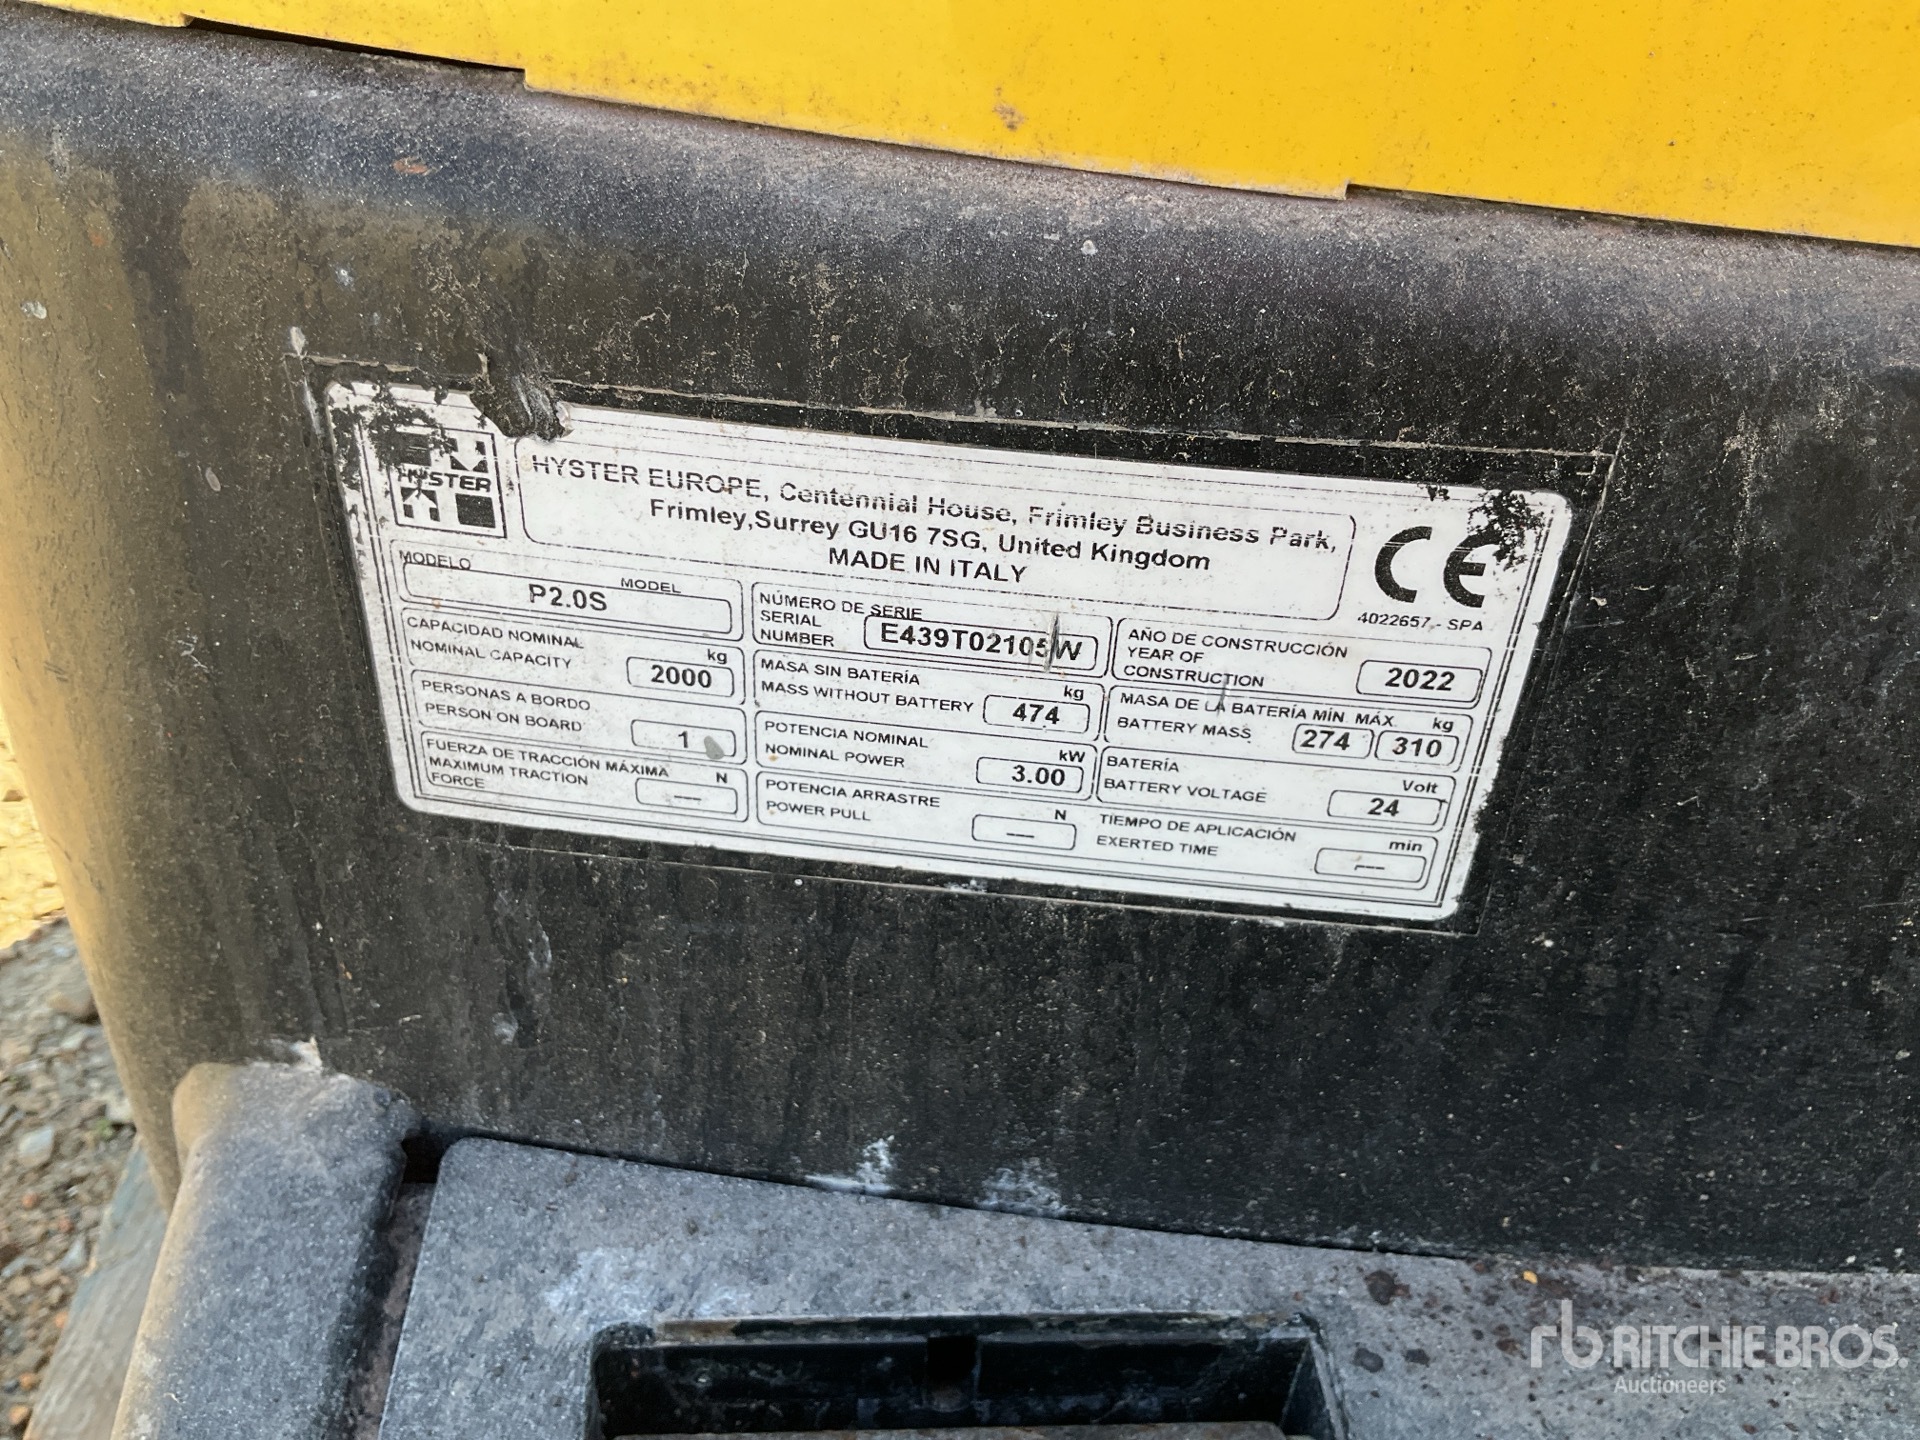 HYSTER
HYSTER EUROPE, Centennial House, Frimley Business Park,
Frimley,Surrey GU16 7SG, United Kingdom
MADE IN ITALY
CE
4022657 - SPA
MODELO MODEL
P2.0S
NÚMERO DE SERIE
SERIAL
NUMBER
E439T02105W
AÑO DE CONSTRUCCIÓN
YEAR OF
CONSTRUCTION
2022
CAPACIDAD NOMINAL
NOMINAL CAPACITY
kg
2000
MASA SIN BATERÍA
MASS WITHOUT BATTERY
kg
474
MASA DE LA BATERÍA MÍN. MÁX. kg
BATTERY MASS
274 310
PERSONAS A BORDO
PERSON ON BOARD
1
POTENCIA NOMINAL
NOMINAL POWER
kW
3.00
BATERÍA
BATTERY VOLTAGE
Volt
24
FUERZA DE TRACCIÓN MÁXIMA
MAXIMUM TRACTION
FORCE
N
---
POTENCIA ARRASTRE
POWER PULL
N
---
TIEMPO DE APLICACIÓN
EXERTED TIME
min
---
rb RITCHIE BROS.
Auctioneers